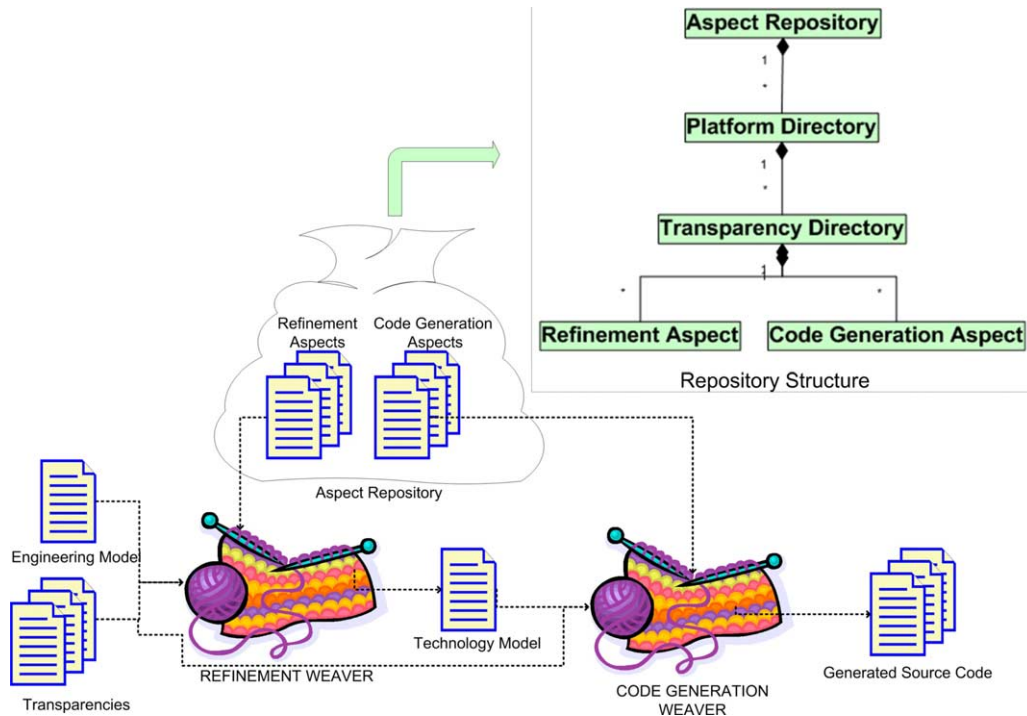 Aspect Repository
1
*
Platform Directory
1
*
Transparency Directory
1
*
*
Refinement Aspect
Code Generation Aspect
Repository Structure
Refinement
Aspects
Code Generation
Aspects
Aspect Repository
Engineering Model
Transparencies
REFINEMENT WEAVER
Technology Model
CODE GENERATION
WEAVER
Generated Source Code